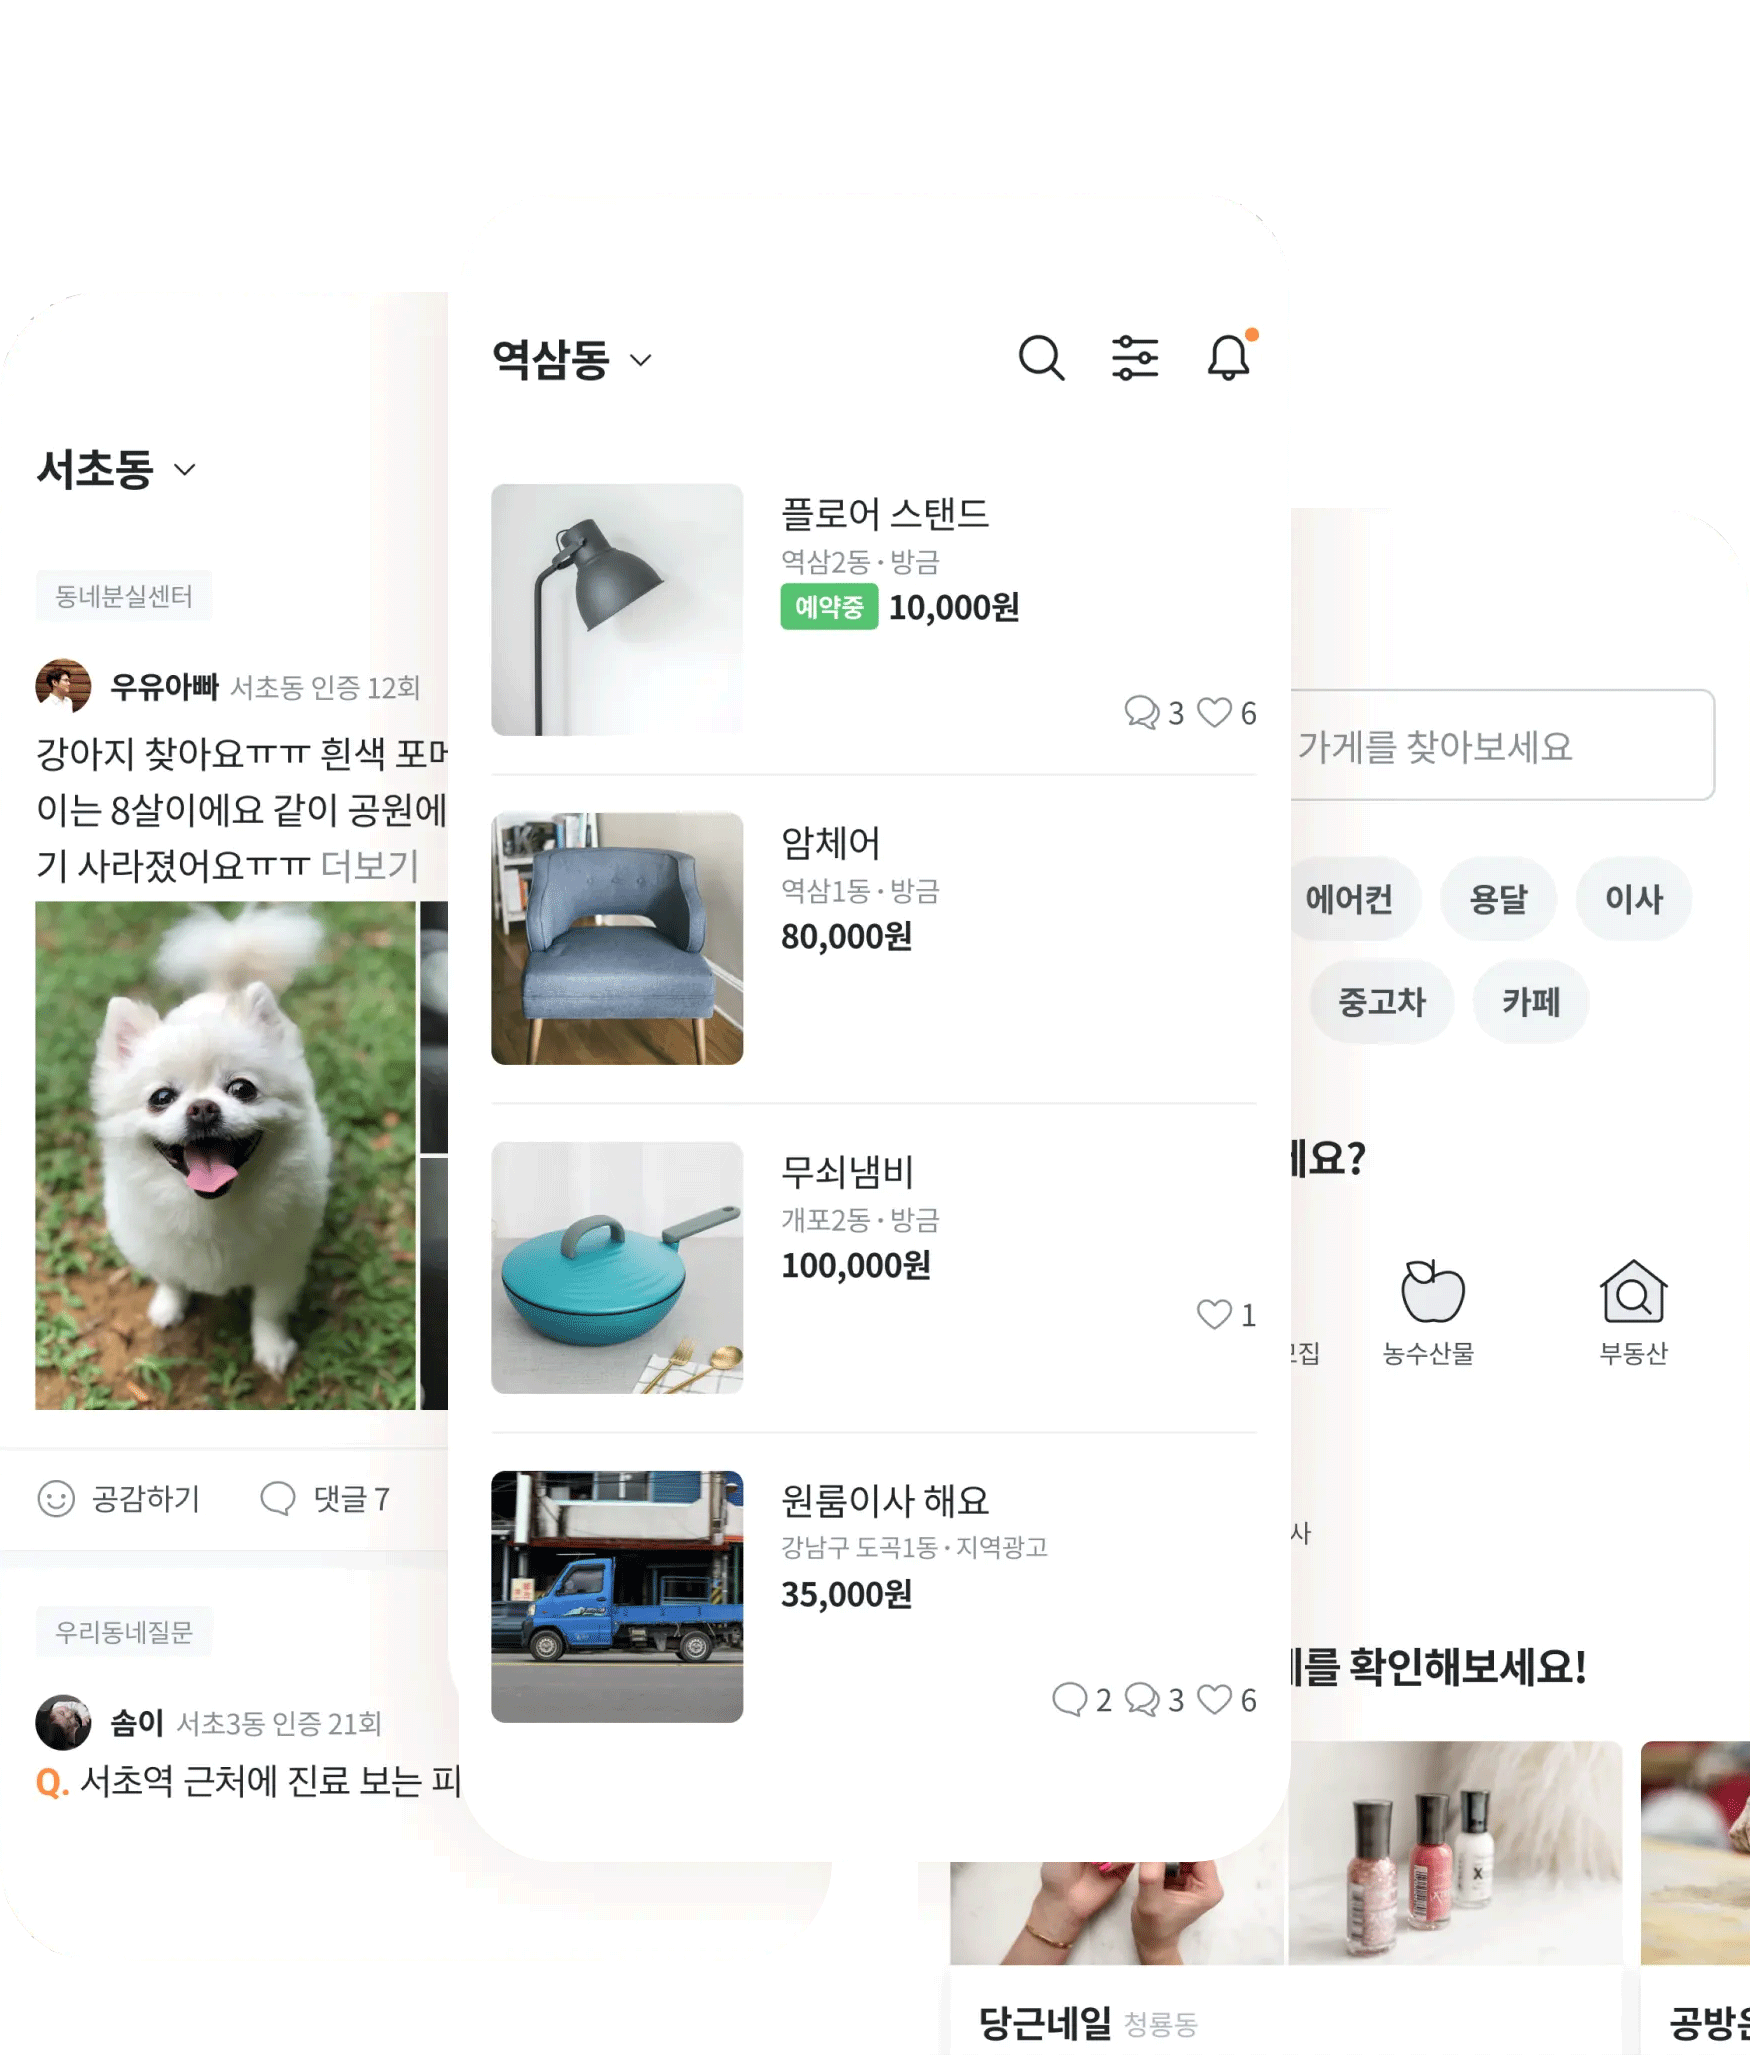 역삼동
플로어 스탠드
역삼2동 · 방금
예약중 10,000원
3 6
암체어
역삼1동 · 방금
80,000원
무쇠냄비
개포2동 · 방금
100,000원
1
원룸이사 해요
강남구 도곡1동 · 지역광고
35,000원
2 3 6
서초동
동네분실센터
우유아빠 서초동 인증 12회
강아지 찾아요ㅠㅠ 흰색
이는 8살이에요 같이 공원에
기 사라졌어요ㅠㅠ 더보기
공감하기 댓글 7
우리동네질문
솜이 서초3동 인증 21회
Q. 서초역 근처에 진료 보는 피
가게를 찾아보세요
에어컨 용달 이사
중고차 카페
요?
집 농수산물 부동산
사
를 확인해보세요!
당근네일 청룡동
공방